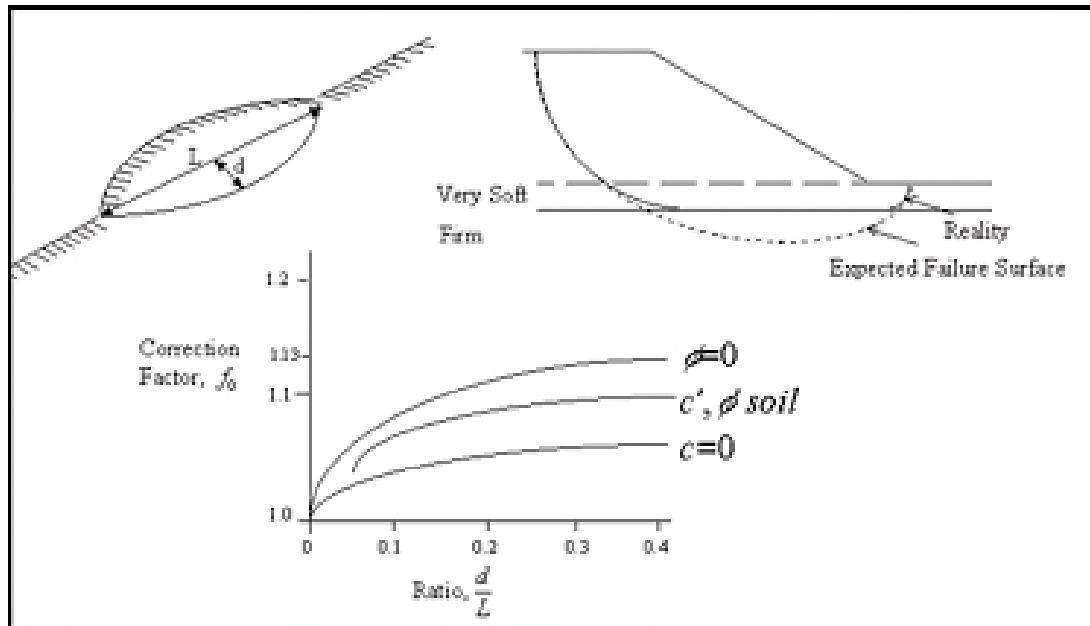 L
d
Very Soft
Firm
Reality
Expected Failure Surface
Correction
Factor, f₀
1.2
1.13
1.1
1.0
0
0.1
0.2
0.3
0.4
ϕ=0
c', ϕ soil
c=0
Ratio, d/L